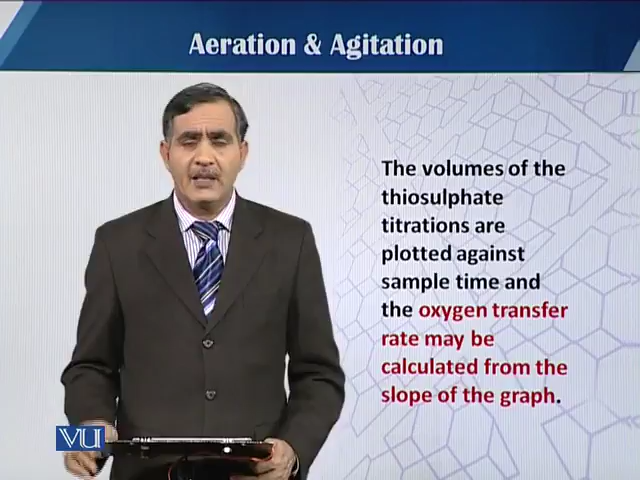 Aeration & Agitation
The volumes of the
thiosulphate
titrations are
plotted against
sample time and
the oxygen transfer
rate may be
calculated from the
slope of the graph.
VU